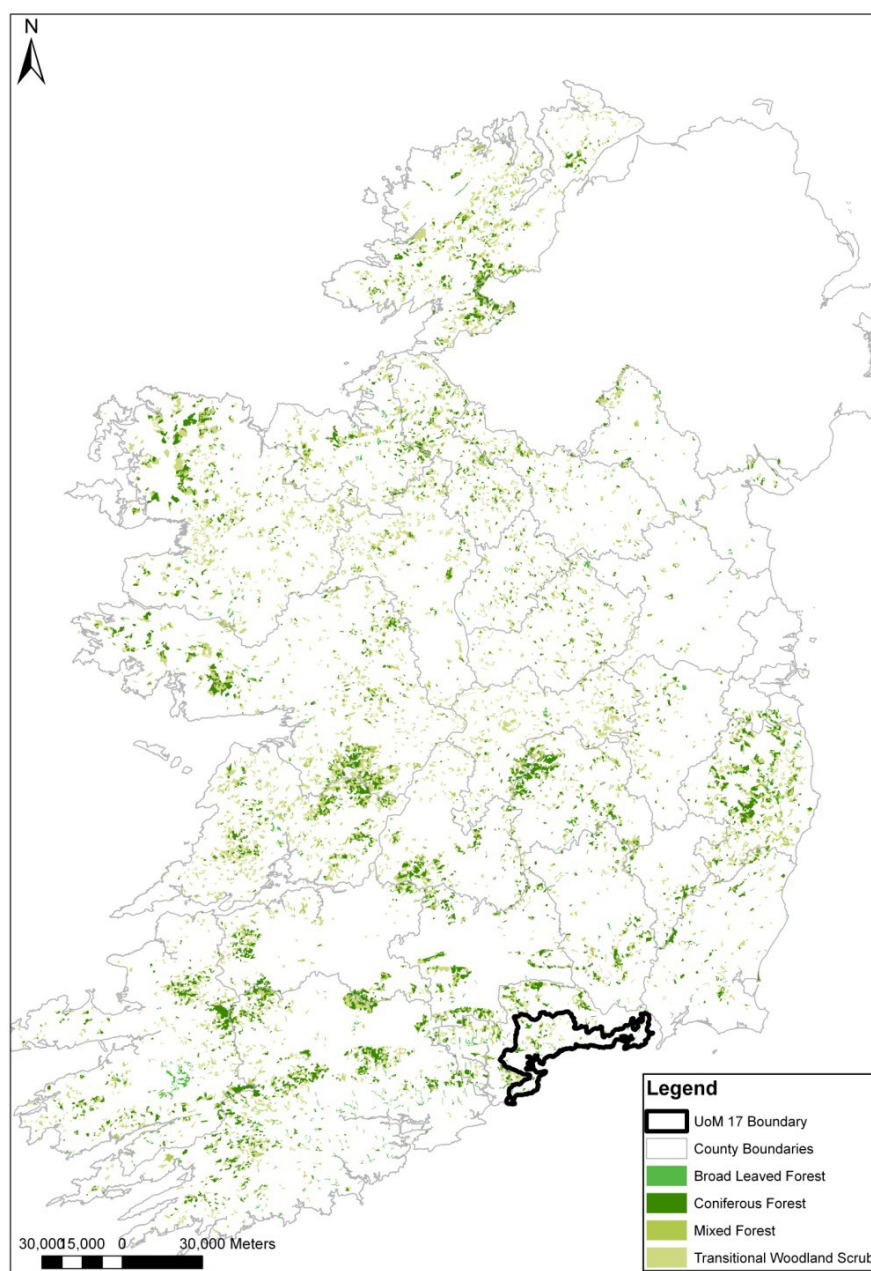 N
Legend
UoM 17 Boundary
County Boundaries
Broad Leaved Forest
Coniferous Forest
Mixed Forest
Transitional Woodland Scrub
30,000 15,000 0 30,000 Meters